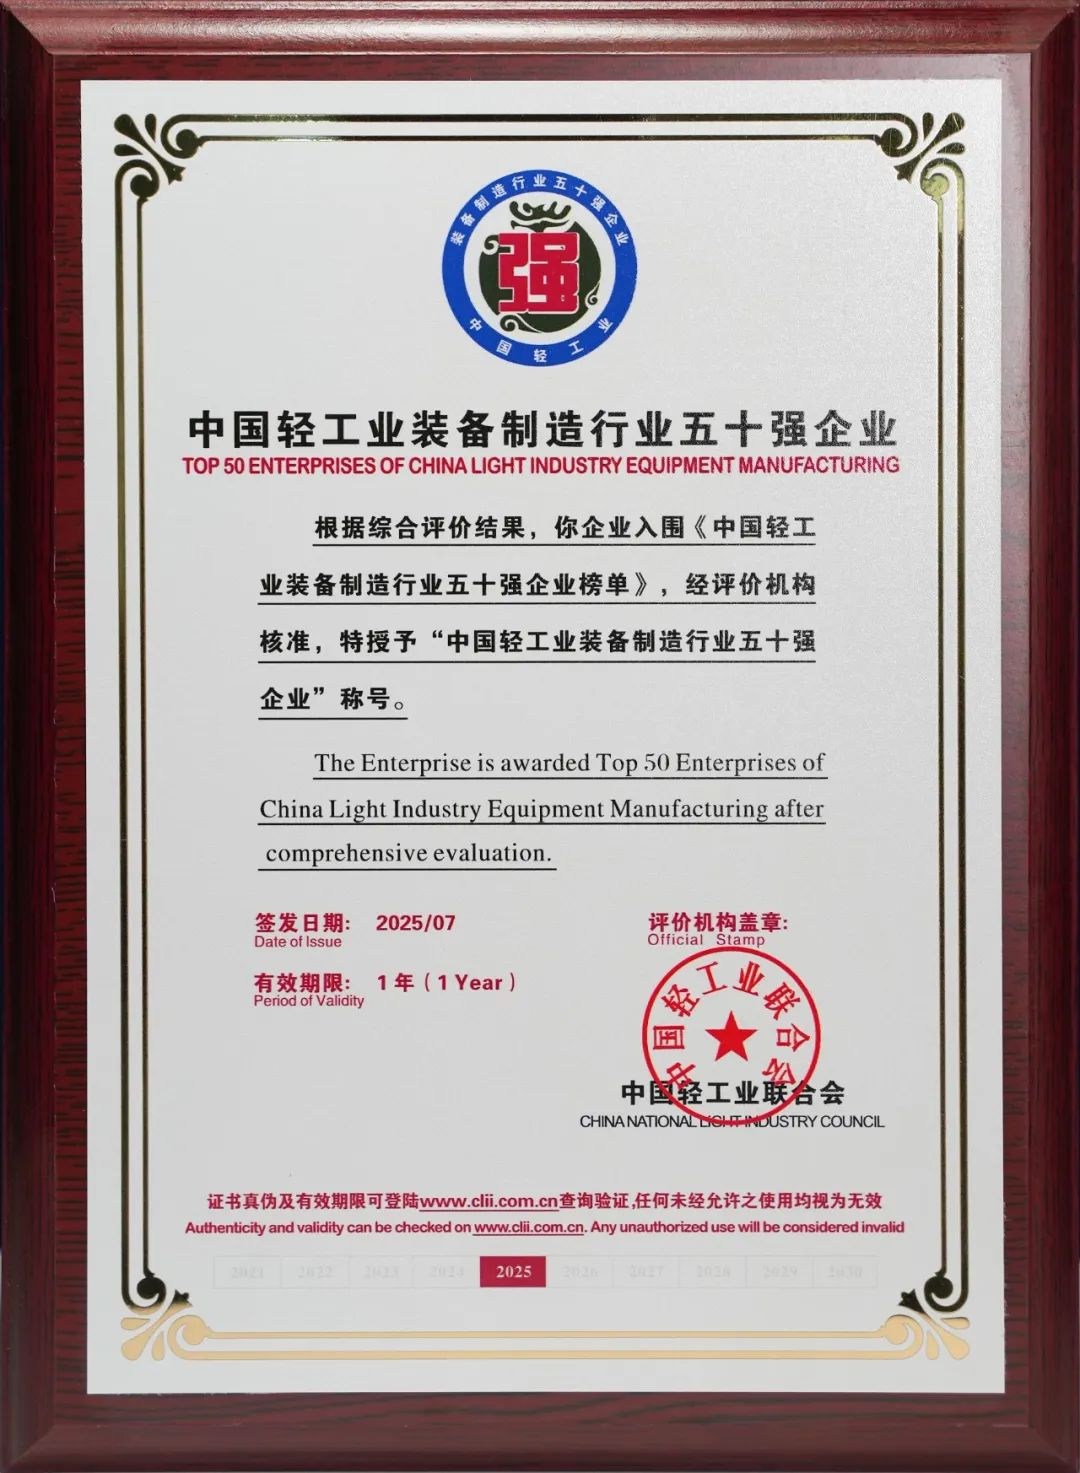 装备制造行业五十强企业
强
中国轻工业
中国轻工业装备制造行业五十强企业
TOP 50 ENTERPRISES OF CHINA LIGHT INDUSTRY EQUIPMENT MANUFACTURING
根据综合评价结果，你企业入围《中国轻工
业装备制造行业五十强企业榜单》，经评价机构
核准，特授予“中国轻工业装备制造行业五十强
企业”称号。
The Enterprise is awarded Top 50 Enterprises of
China Light Industry Equipment Manufacturing after
comprehensive evaluation.
签发日期: 2025/07
Date of Issue
有效期限: 1 年（1 Year）
Period of Validity
评价机构盖章:
Official Stamp
中国轻工业联合会
中国轻工业联合会
CHINA NATIONAL LIGHT INDUSTRY COUNCIL
证书真伪及有效期限可登陆www.clii.com.cn查询验证,任何未经允许之使用均视为无效
Authenticity and validity can be checked on www.clii.com.cn. Any unauthorized use will be considered invalid
2021 2022 2023 2024 2025 2026 2027 2028 2029 2030